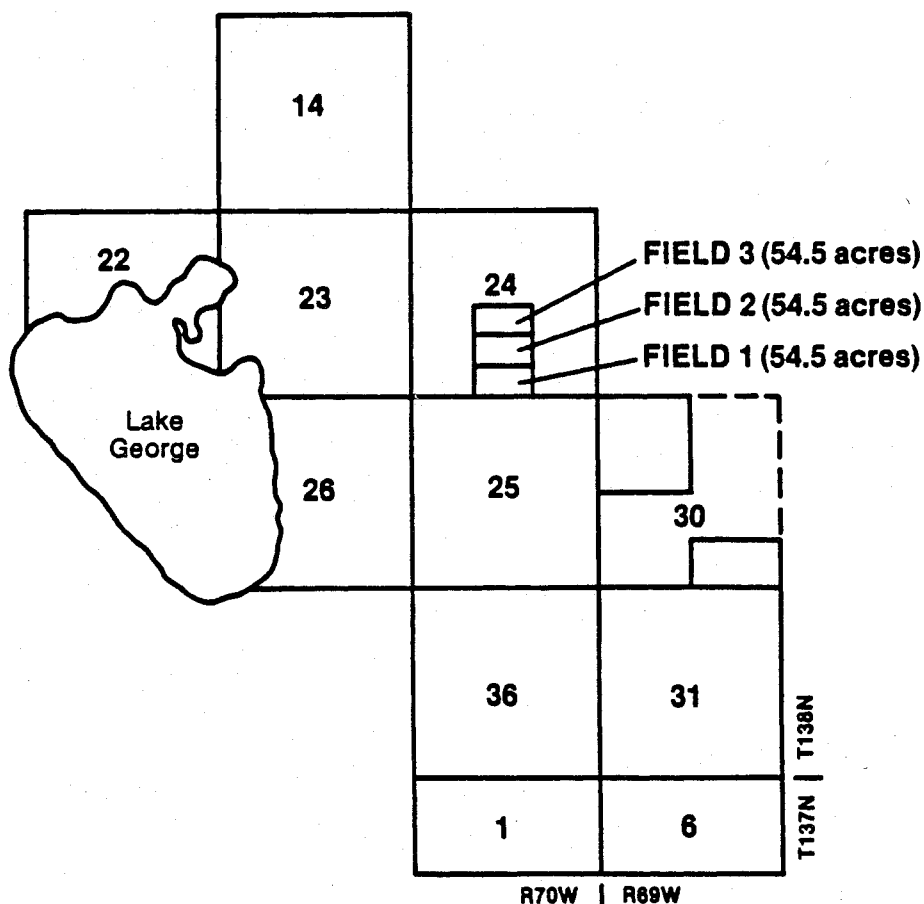 14
22
23
24
FIELD 3 (54.5 acres)
FIELD 2 (54.5 acres)
FIELD 1 (54.5 acres)
Lake
George
26
25
30
36
31
T138N
1
6
T137N
R70W
R69W